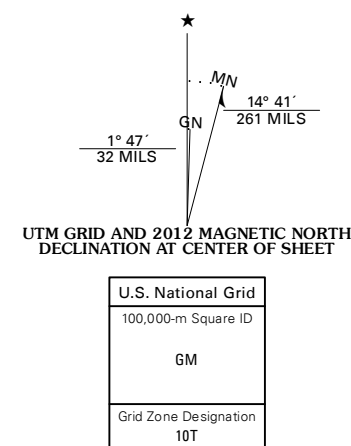 ★
MN
GN
14° 41´
261 MILS
1° 47´
32 MILS
UTM GRID AND 2012 MAGNETIC NORTH
DECLINATION AT CENTER OF SHEET
U.S. National Grid
100,000-m Square ID
GM
Grid Zone Designation
10T